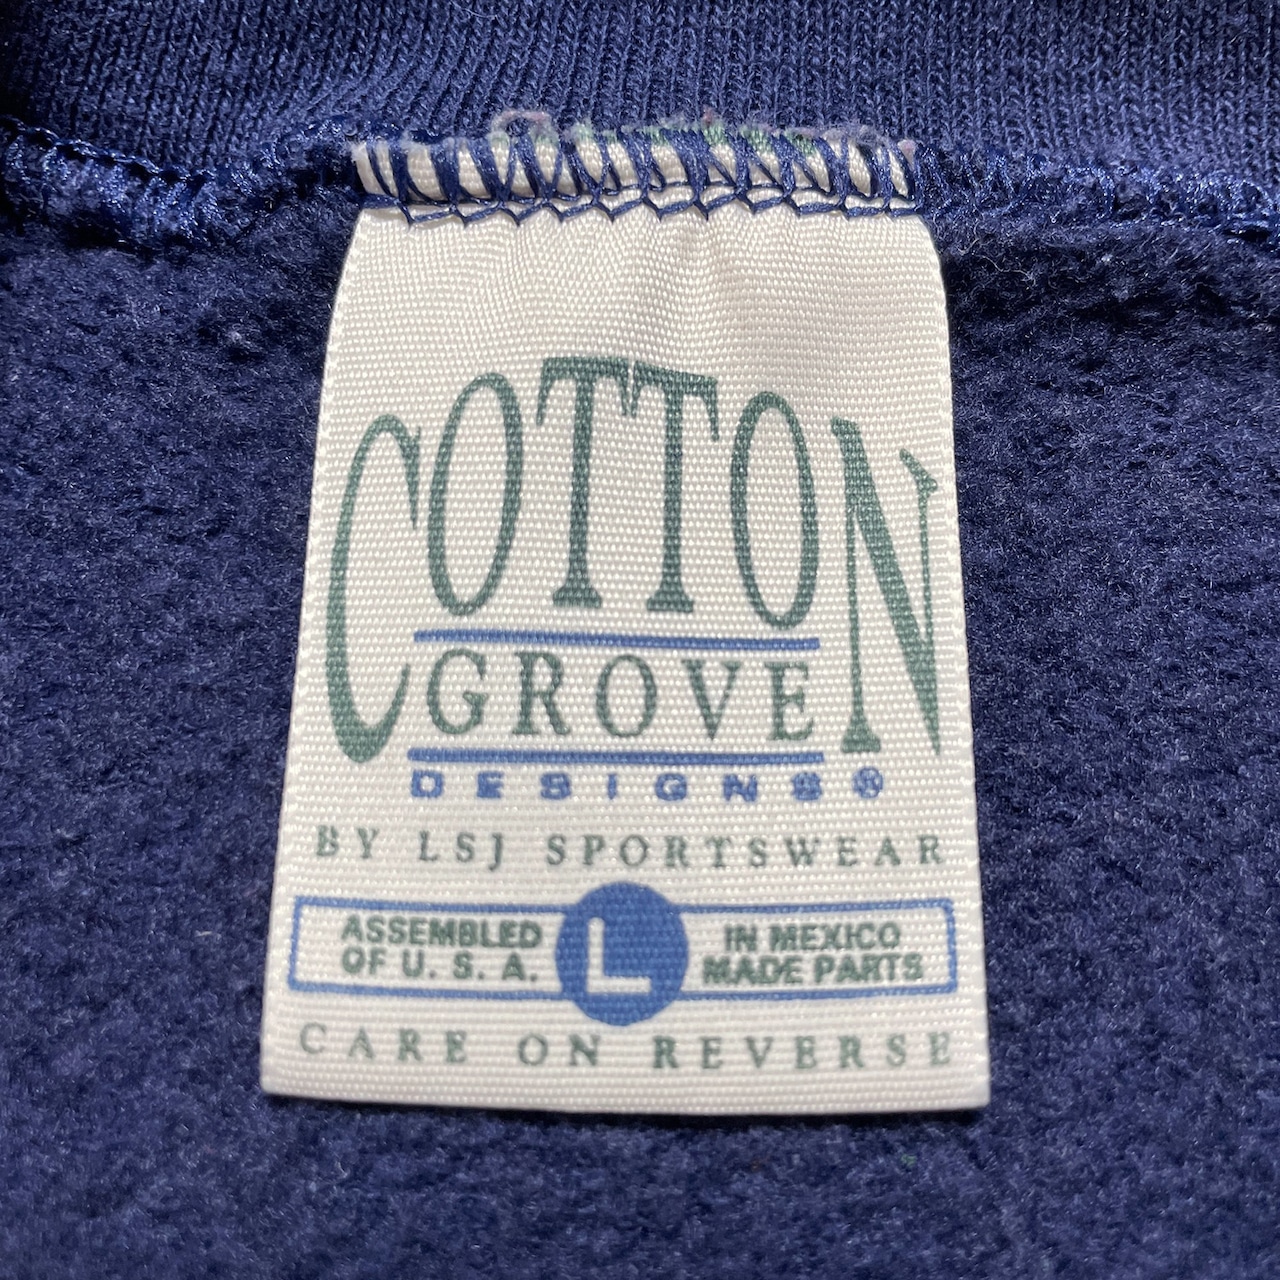 COTTON
GROVE
DESIGNS®
BY LSJ SPORTSWEAR
ASSEMBLED L IN MEXICO
OF U. S. A. MADE PARTS
CARE ON REVERSE